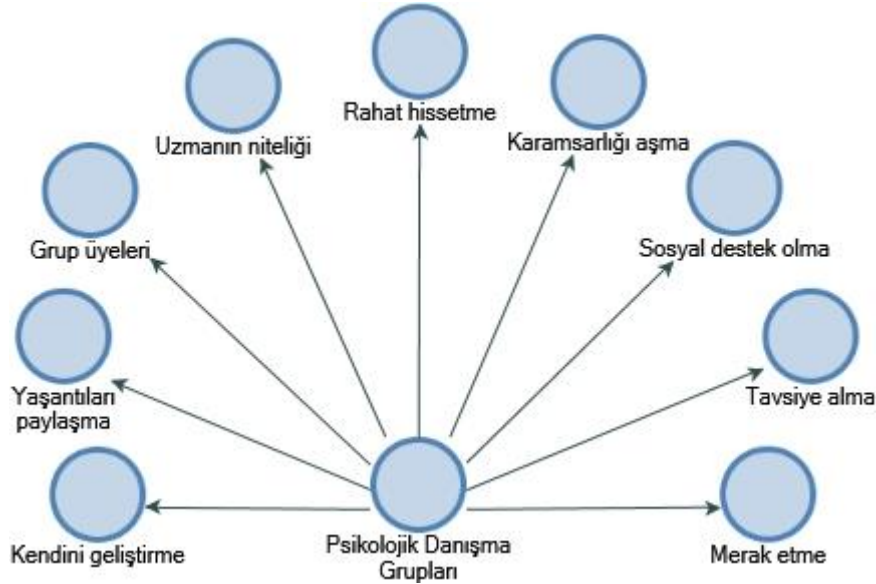 Rahat hissetme
Uzmanın niteliği
Karamsarlığı aşma
Grup üyeleri
Sosyal destek olma
Yaşantıları
paylaşma
Tavsiye alma
Kendini geliştirme
Psikolojik Danışma
Grupları
Merak etme